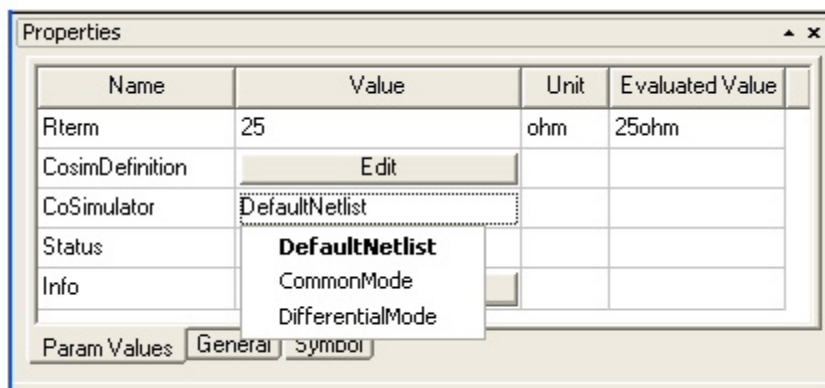 Properties
Name Value Unit Evaluated Value
Rterm 25 ohm 25ohm
CosimDefinition Edit
CoSimulator DefaultNetlist
Status DefaultNetlist
CommonMode
Info
DifferentialMode
Param Values General Symbol